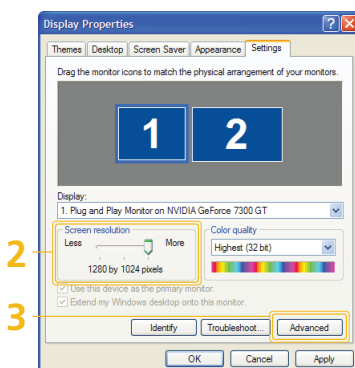 Display Properties
Themes Desktop Screen Saver Appearance Settings
Drag the monitor icons to match the physical arrangement of your monitors.
1 2
Display:
1. Plug and Play Monitor on NVIDIA GeForce 7300 GT
Screen resolution
Color quality
Less More
Highest (32 bit)
1280 by 1024 pixels
2
Use this device as the primary monitor.
Extend my Windows desktop onto this monitor.
3
Identify Troubleshoot... Advanced
OK Cancel Apply